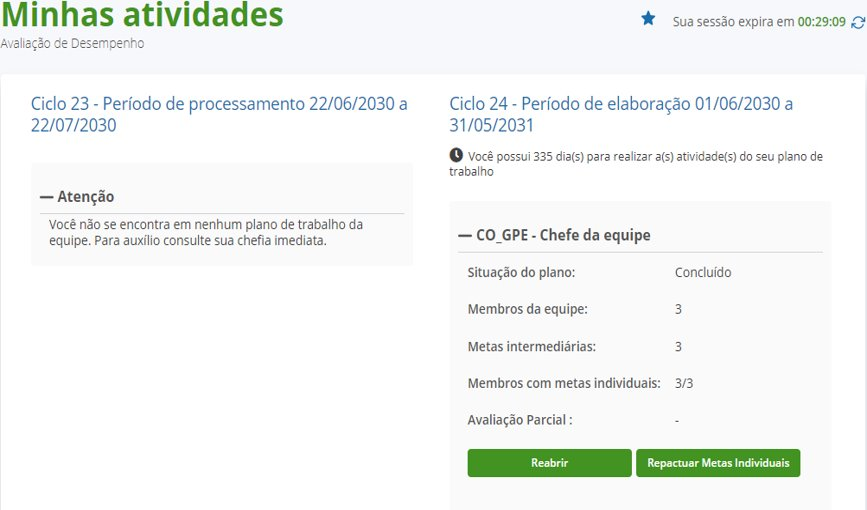 Minhas atividades
Sua sessão expira em 00:29:09
Avaliação de Desempenho
Ciclo 23 - Período de processamento 22/06/2030 a
22/07/2030
Atenção
Você não se encontra em nenhum plano de trabalho da
equipe. Para auxílio consulte sua chefia imediata.
Ciclo 24 - Período de elaboração 01/06/2030 a
31/05/2031
Você possui 335 dia(s) para realizar a(s) atividade(s) do seu plano de
trabalho
CO_GPE - Chefe da equipe
Situação do plano: Concluído
Membros da equipe: 3
Metas intermediárias: 3
Membros com metas individuais: 3/3
Avaliação Parcial : -
Reabrir
Repactuar Metas Individuais